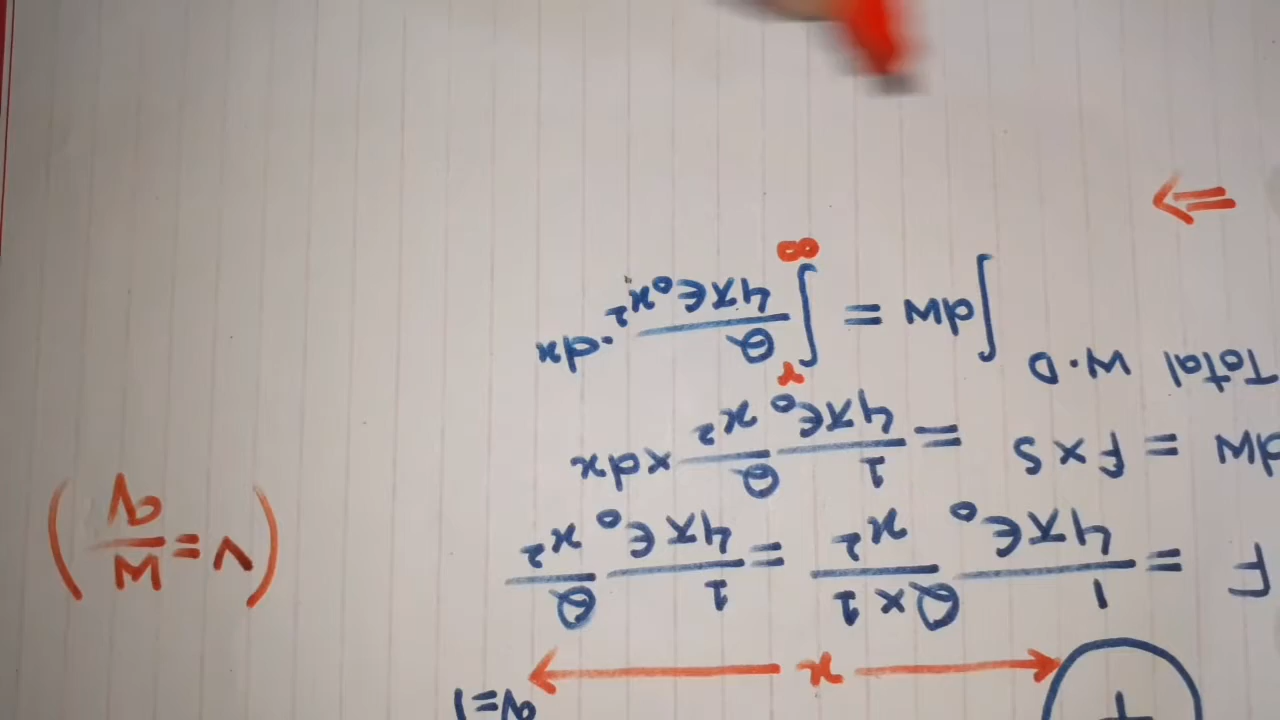 + q=1
x
F = 1/4πε₀ Q×1/x² = 1/4πε₀ Q/x²
(V = W/q)
dw = F×S = 1/4πε₀ Q/x² ×dx
Total W.D
∫dw = ∫_∞^r Q/4πε₀x² .dx
⇒